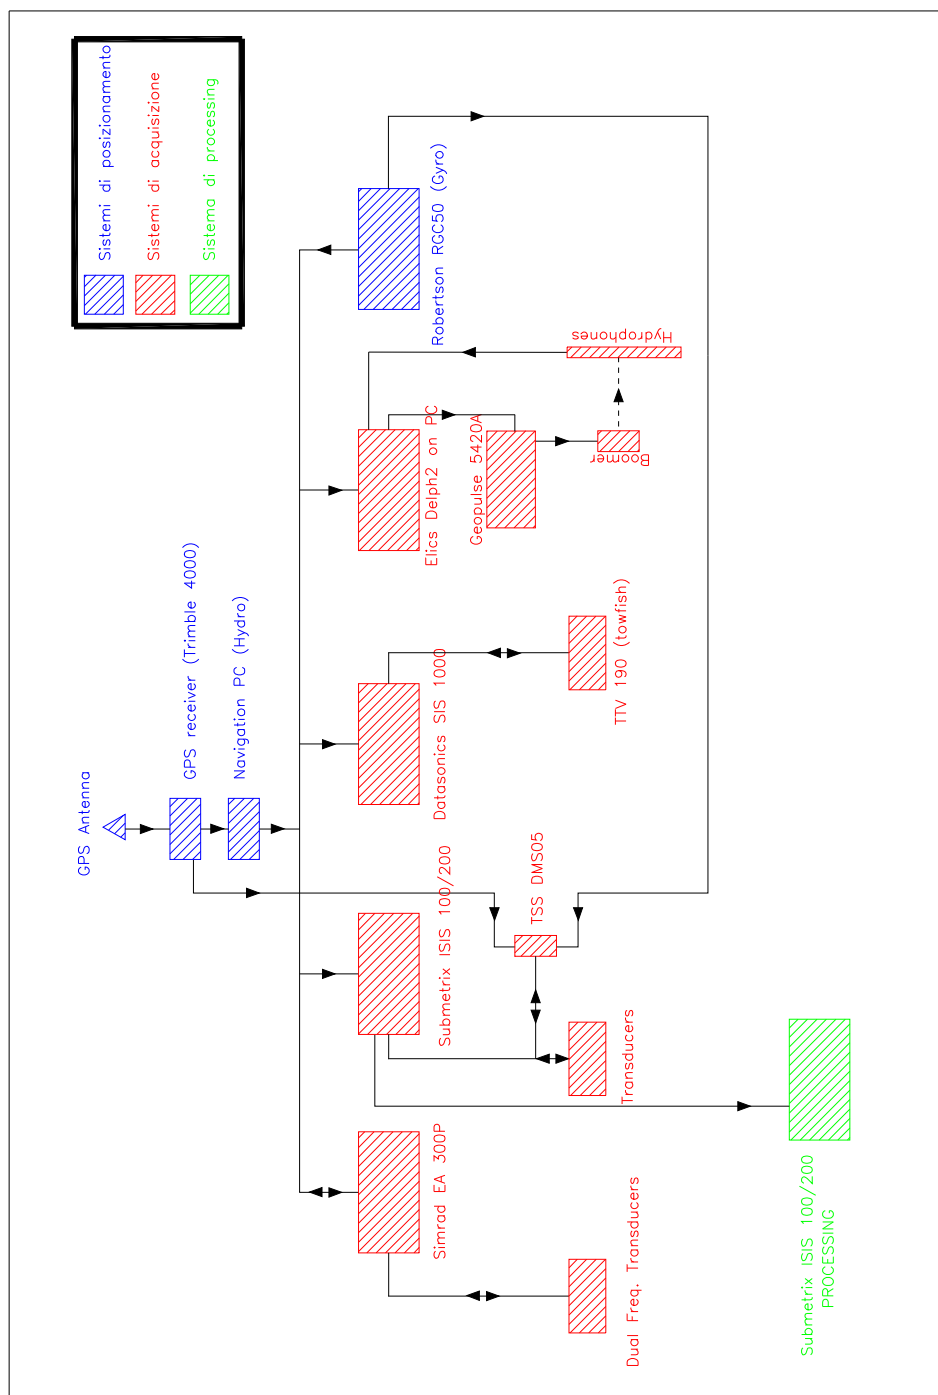 Sistemi di posizionamento
Sistemi di acquisizione
Sistema di processing
GPS Antenna
GPS receiver (Trimble 4000)
Navigation PC (Hydro)
Simrad EA 300P
Submetrix ISIS 100/200
Datasonics SIS 1000
Elics Delph2 on PC
Robertson RGC50 (Gyro)
Geopulse 5420A
Boomer
Hydrophones
TSS DMS05
TTV 190 (towfish)
Transducers
Dual Freq. Transducers
Submetrix ISIS 100/200
PROCESSING